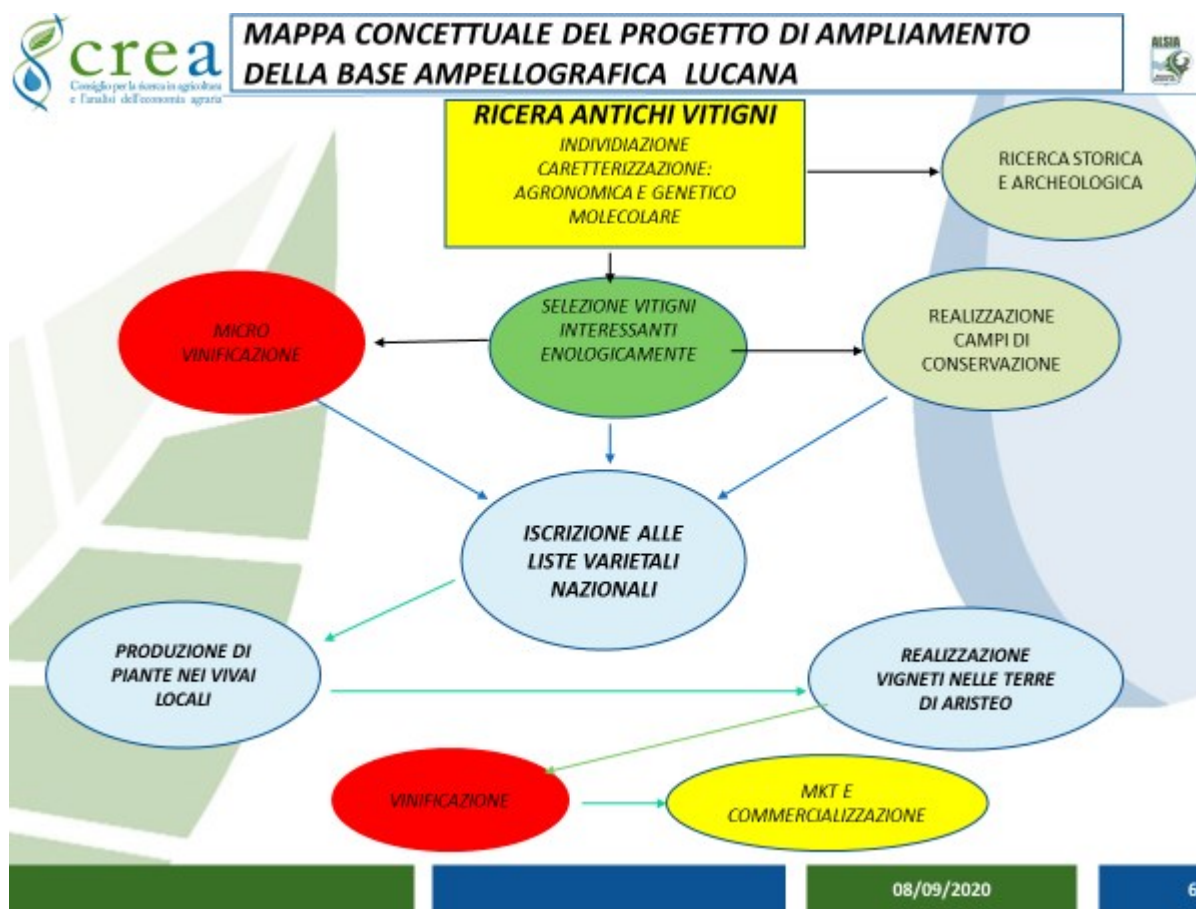 crea
Consiglio per la ricerca in agricoltura
e l'analisi dell'economia agraria
MAPPA CONCETTUALE DEL PROGETTO DI AMPLIAMENTO
DELLA BASE AMPELLOGRAFICA LUCANA
ALSIA
RICERA ANTICHI VITIGNI
INDIVIDIAZIONE
CARETTERIZZAZIONE:
AGRONOMICA E GENETICO
MOLECOLARE
RICERCA STORICA
E ARCHEOLOGICA
MICRO
VINIFICAZIONE
SELEZIONE VITIGNI
INTERESSANTI
ENOLOGICAMENTE
REALIZZAZIONE
CAMPI DI
CONSERVAZIONE
ISCRIZIONE ALLE
LISTE VARIETALI
NAZIONALI
PRODUZIONE DI
PIANTE NEI VIVAI
LOCALI
REALIZZAZIONE
VIGNETI NELLE TERRE
DI ARISTEO
VINIFICAZIONE
MKT E
COMMERCIALIZZAZIONE
08/09/2020
6